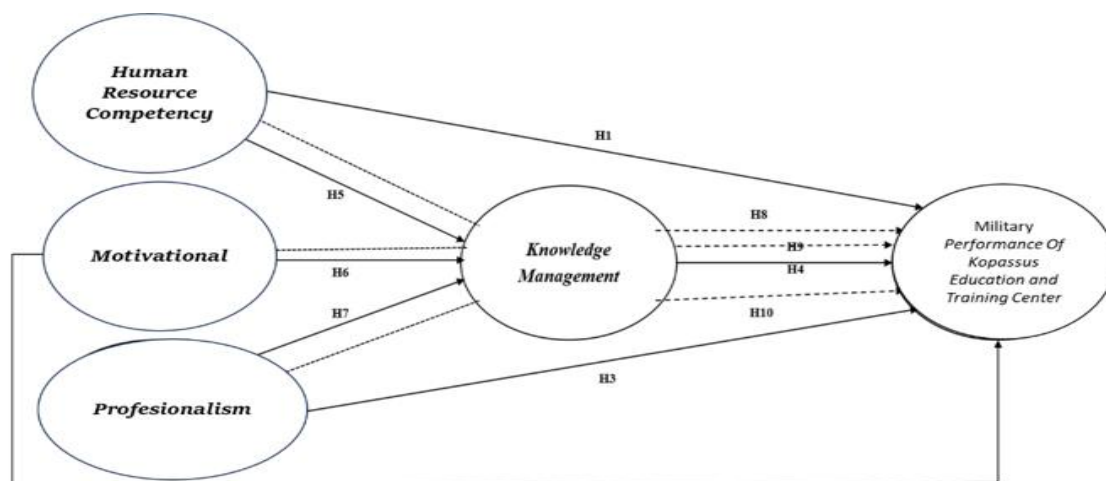 Human
Resource
Competency
H1
H5
Motivational
H6
H7
Profesionalism
Knowledge
Management
H8
H9
H4
H10
H3
Military
Performance Of
Kopassus
Education and
Training Center